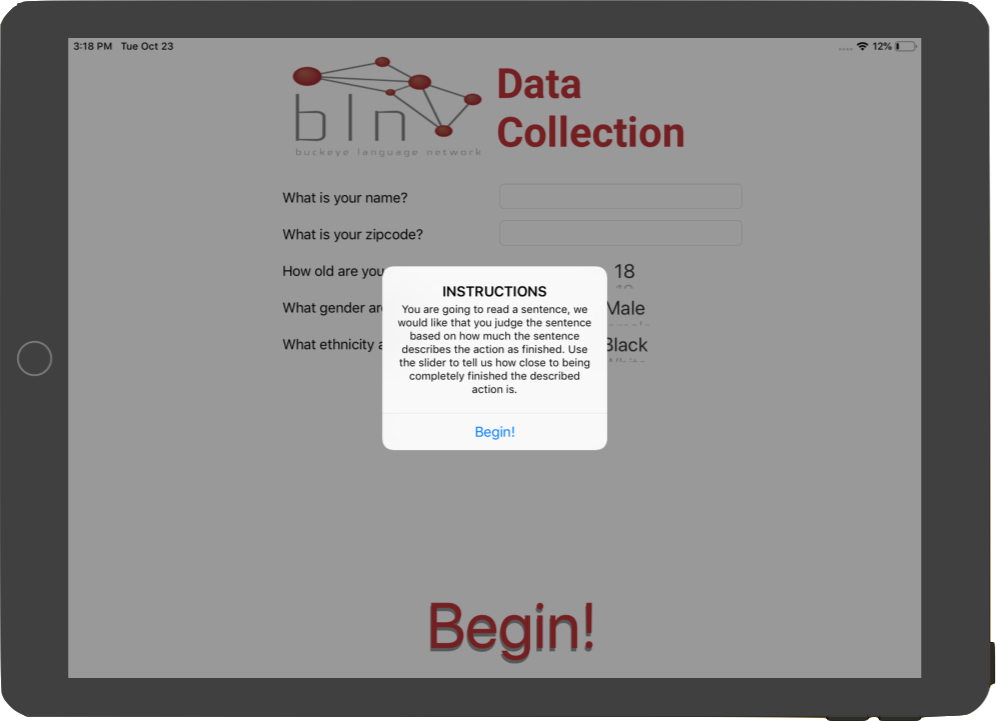 3:18 PM Tue Oct 23
12%
bln
buckeye language network
Data
Collection
What is your name?
What is your zipcode?
How old are you
18
What gender are
Male
What ethnicity a
Black
INSTRUCTIONS
You are going to read a sentence, we
would like that you judge the sentence
based on how much the sentence
describes the action as finished. Use
the slider to tell us how close to being
completely finished the described
action is.
Begin!
Begin!